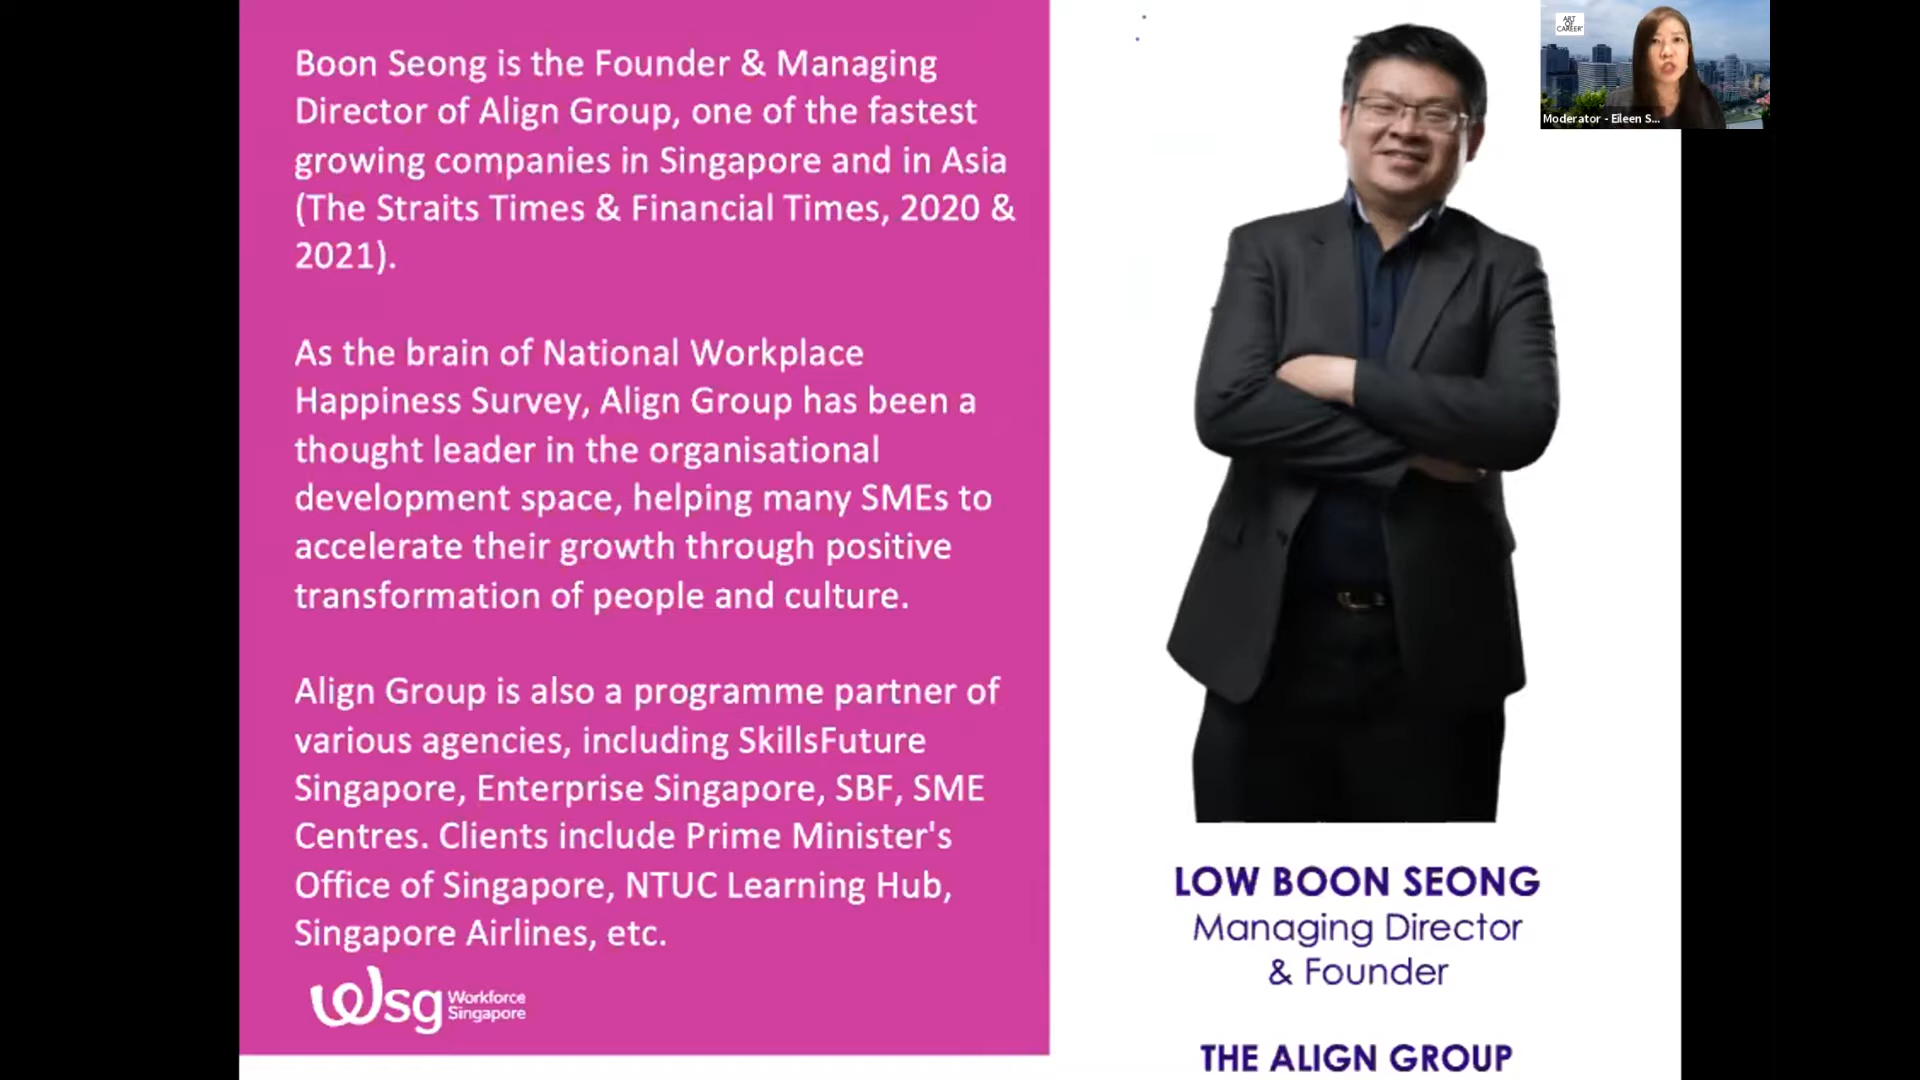 Boon Seong is the Founder & Managing
Director of Align Group, one of the fastest
growing companies in Singapore and in Asia
(The Straits Times & Financial Times, 2020 &
2021).
As the brain of National Workplace
Happiness Survey, Align Group has been a
thought leader in the organisational
development space, helping many SMEs to
accelerate their growth through positive
transformation of people and culture.
Align Group is also a programme partner of
various agencies, including SkillsFuture
Singapore, Enterprise Singapore, SBF, SME
Centres. Clients include Prime Minister's
Office of Singapore, NTUC Learning Hub,
Singapore Airlines, etc.
wsg Workforce
Singapore
LOW BOON SEONG
Managing Director
& Founder
THE ALIGN GROUP
ART
OF
CAREER
Moderator - Eileen S...